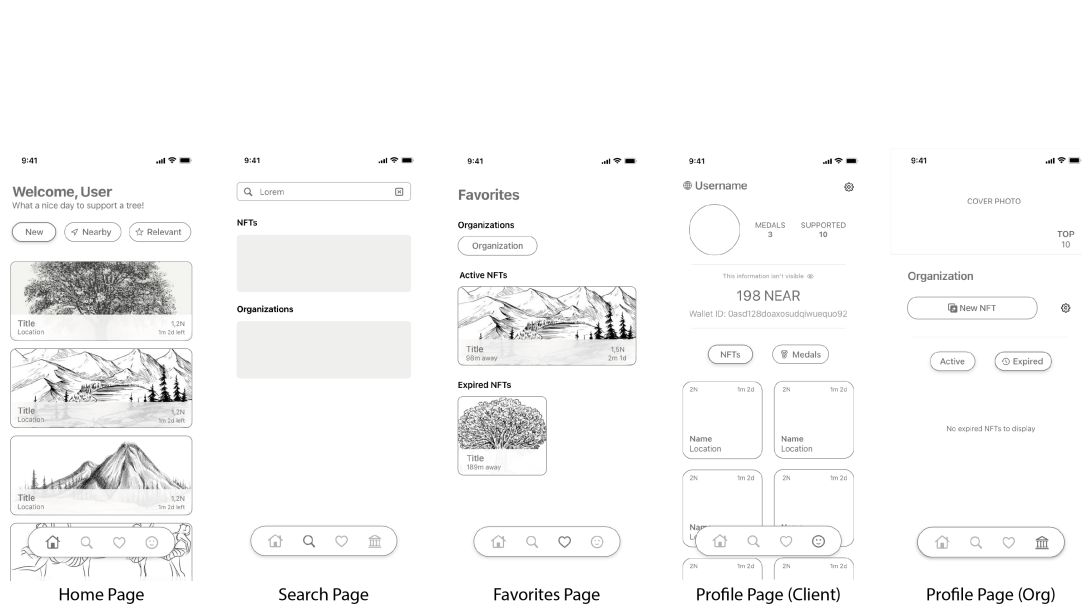 9:41
Welcome, User
What a nice day to support a tree!
New
Nearby
Relevant
Title
Location
1,2N
1m 2d left
Title
Location
1,2N
1m 2d left
Title
Location
1,2N
1m 2d left
Home Page
9:41
Lorem
NFTs
Organizations
Search Page
9:41
Favorites
Organizations
Organization
Active NFTs
Title
98m away
1,5N
2m 1d
Expired NFTs
Title
189m away
Favorites Page
9:41
Username
MEDALS
3
SUPPORTED
10
This information isn't visible
198 NEAR
Wallet ID: 0asd128doaxosudqiwuequo92
NFTs
Medals
2N
1m 2d
Name
Location
2N
1m 2d
Name
Location
2N
1m 2d
2N
1m 2d
2N
1m 2d
2N
1m 2d
Profile Page (Client)
9:41
COVER PHOTO
TOP
10
Organization
New NFT
Active
Expired
No expired NFTs to display
Profile Page (Org)